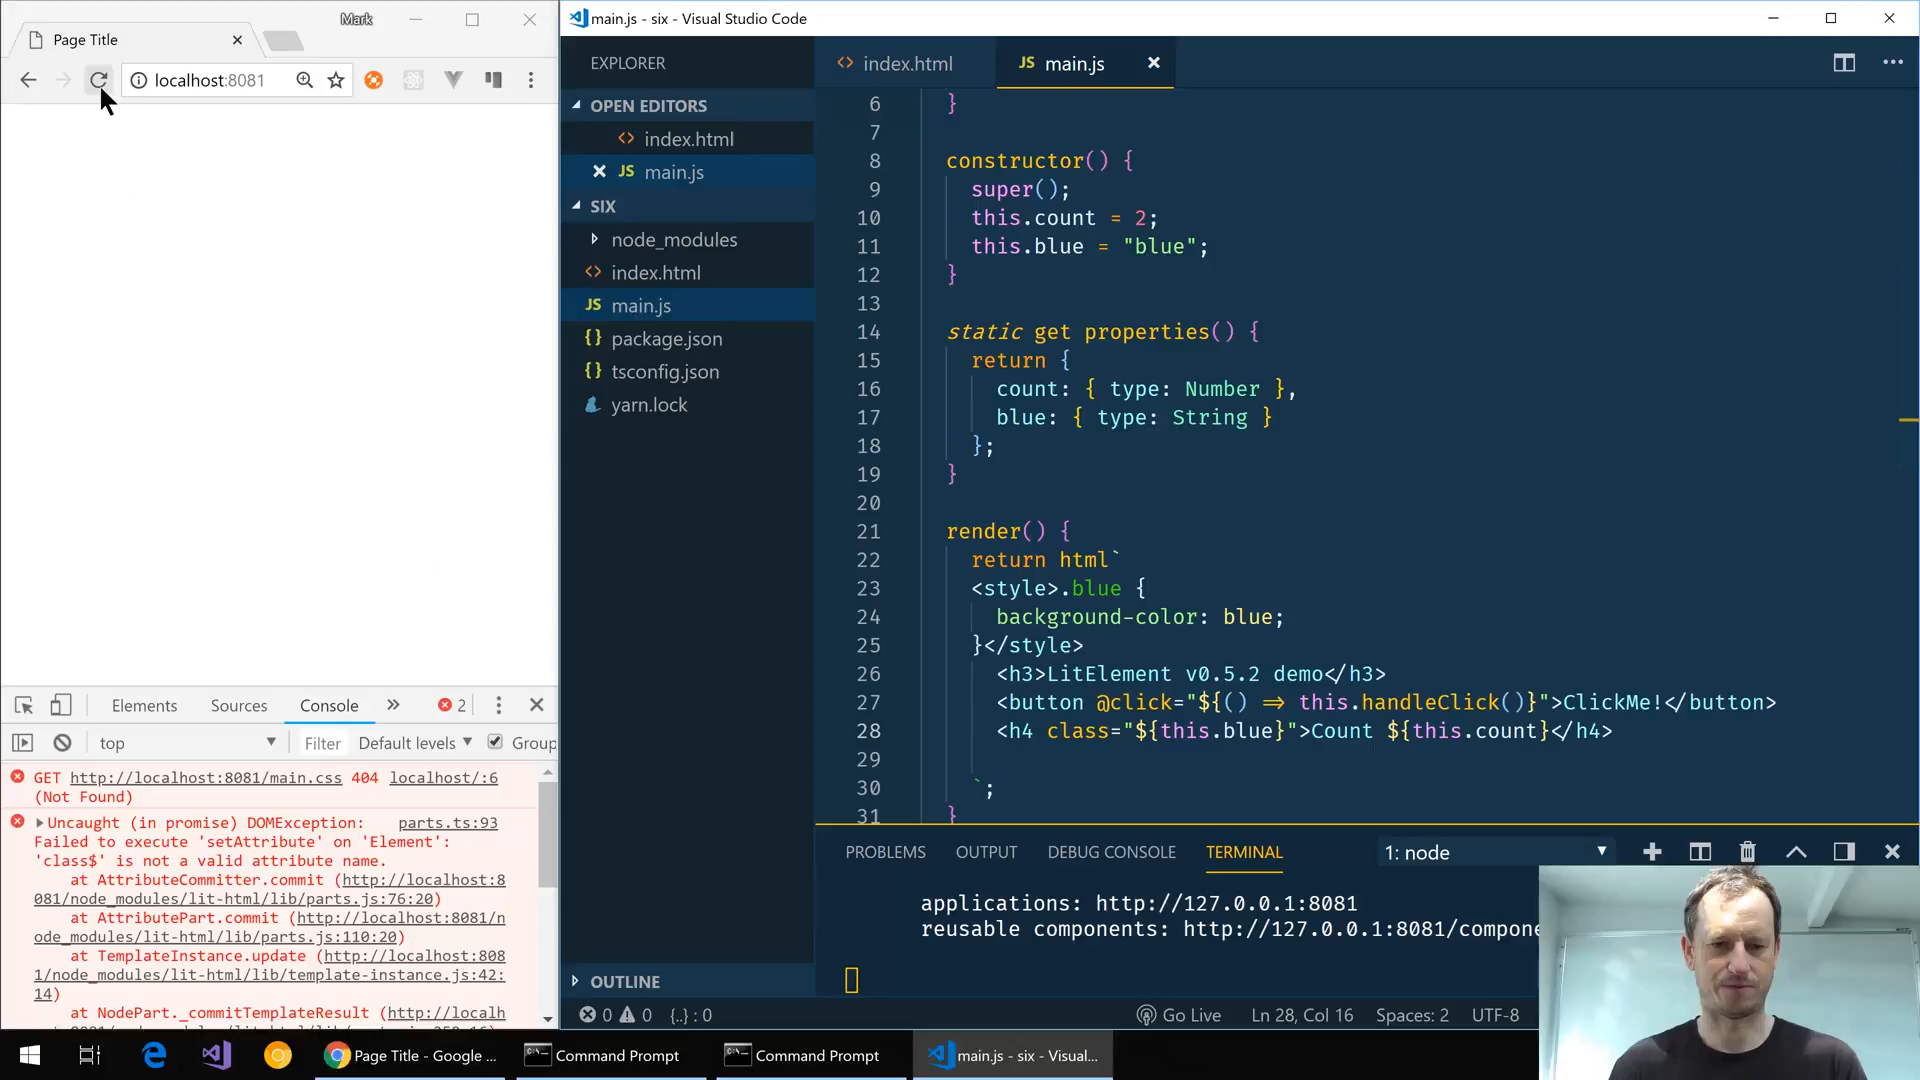 Mark
Page Title
localhost:8081
Elements
Sources
Console
2
top
Filter
Default levels
Group
GET http://localhost:8081/main.css 404 localhost/:6
(Not Found)
Uncaught (in promise) DOMException: parts.ts:93
Failed to execute 'setAttribute' on 'Element':
'class$' is not a valid attribute name.
at AttributeCommitter.commit (http://localhost:8
081/node_modules/lit-html/lib/parts.js:76:20)
at AttributePart.commit (http://localhost:8081/n
ode_modules/lit-html/lib/parts.js:110:20)
at TemplateInstance.update (http://localhost:808
1/node_modules/lit-html/lib/template-instance.js:42:
14)
at NodePart._commitTemplateResult (http://localh
main.js - six - Visual Studio Code
EXPLORER
OPEN EDITORS
<> index.html
JS main.js
SIX
node_modules
<> index.html
JS main.js
{} package.json
{} tsconfig.json
yarn.lock
OUTLINE
<> index.html
JS main.js
6 }
7
8 constructor() {
9 super();
10 this.count = 2;
11 this.blue = "blue";
12 }
13
14 static get properties() {
15 return {
16 count: { type: Number },
17 blue: { type: String }
18 };
19 }
20
21 render() {
22 return html`
23 <style>.blue {
24 background-color: blue;
25 }</style>
26 <h3>LitElement v0.5.2 demo</h3>
27 <button @click="${() => this.handleClick()}">ClickMe!</button>
28 <h4 class="${this.blue}">Count ${this.count}</h4>
29
30 `;
31 }
PROBLEMS
OUTPUT
DEBUG CONSOLE
TERMINAL
1: node
applications: http://127.0.0.1:8081
reusable components: http://127.0.0.1:8081/compone
0 0 {..} : 0
Go Live
Ln 28, Col 16
Spaces: 2
UTF-8
Page Title - Google ...
Command Prompt
Command Prompt
main.js - six - Visual...